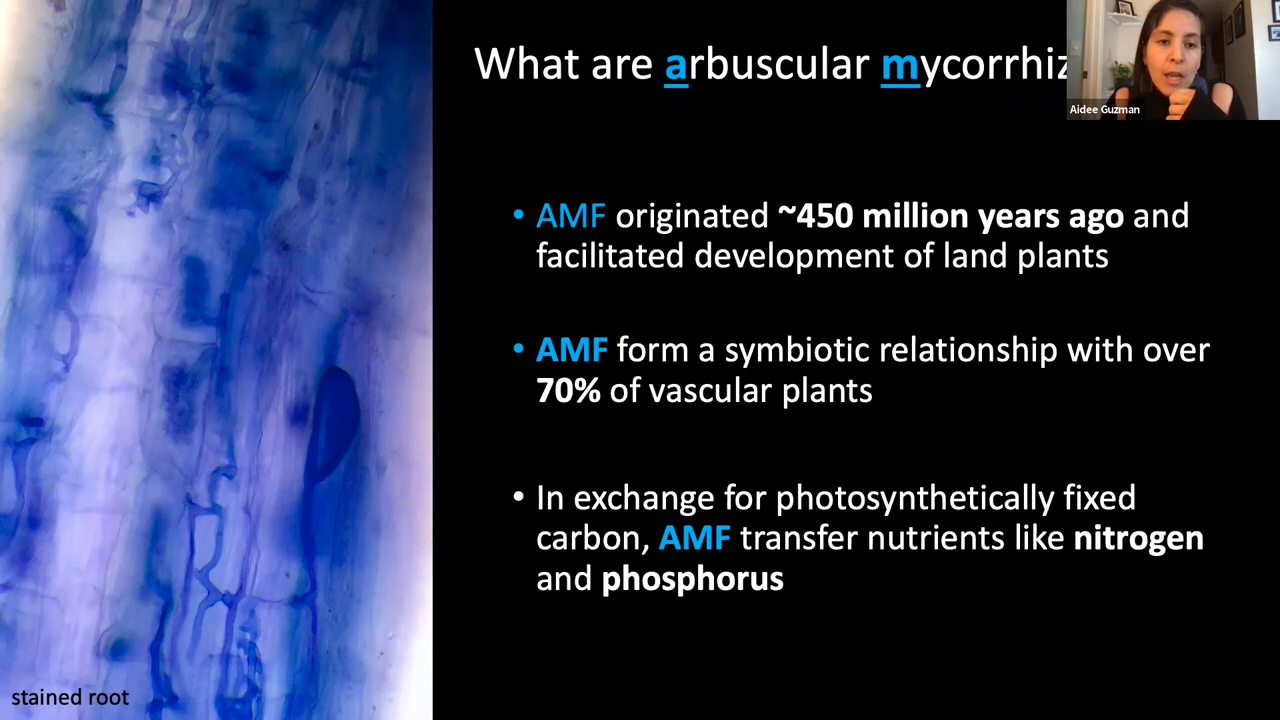 What are arbuscular mycorrhiz
Aidee Guzman
• AMF originated ~450 million years ago and
facilitated development of land plants
• AMF form a symbiotic relationship with over
70% of vascular plants
• In exchange for photosynthetically fixed
carbon, AMF transfer nutrients like nitrogen
and phosphorus
stained root